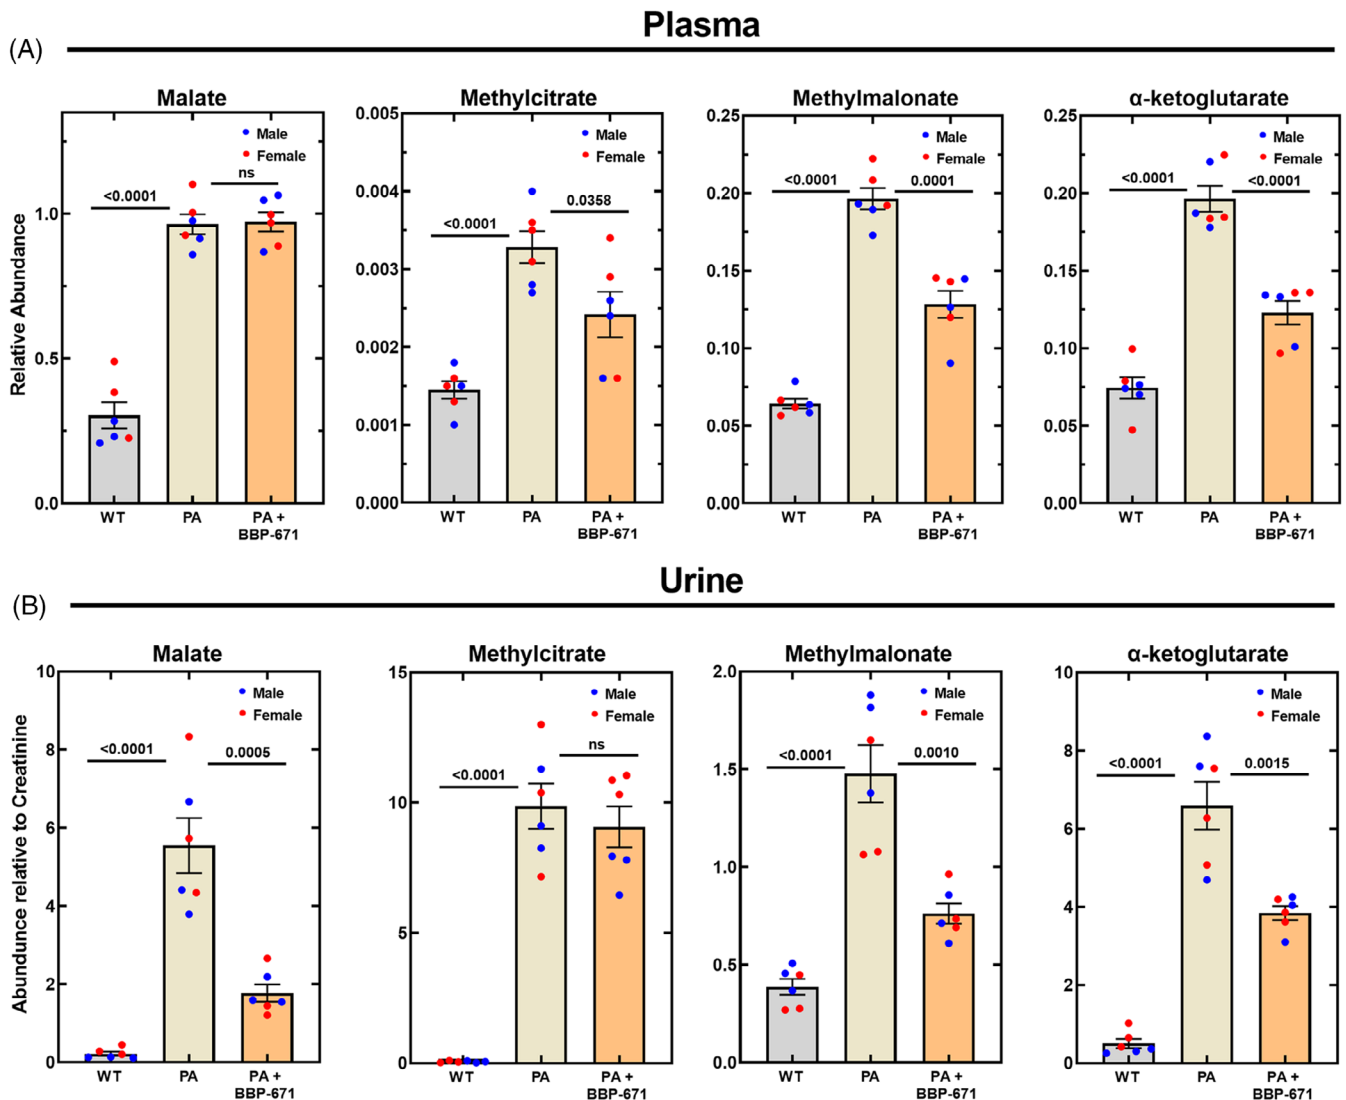 Plasma
(A)
Malate
Methylcitrate
Methylmalonate
α-ketoglutarate
Relative Abundance
1.0
0.5
0.0
Male
Female
<0.0001
ns
WT
PA
PA +
BBP-671
0.005
0.004
0.003
0.002
0.001
0.000
Male
Female
<0.0001
0.0358
WT
PA
PA +
BBP-671
0.25
0.20
0.15
0.10
0.05
0.00
Male
Female
<0.0001
0.0001
WT
PA
PA +
BBP-671
0.25
0.20
0.15
0.10
0.05
0.00
Male
Female
<0.0001
<0.0001
WT
PA
PA +
BBP-671
Urine
(B)
Malate
Methylcitrate
Methylmalonate
α-ketoglutarate
Abundunce relative to Creatinine
10
8
6
4
2
0
Male
Female
<0.0001
0.0005
WT
PA
PA +
BBP-671
15
10
5
0
Male
Female
<0.0001
ns
WT
PA
PA +
BBP-671
2.0
1.5
1.0
0.5
0.0
Male
Female
<0.0001
0.0010
WT
PA
PA +
BBP-671
10
8
6
4
2
0
Male
Female
<0.0001
0.0015
WT
PA
PA +
BBP-671